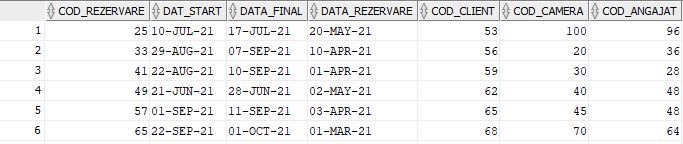 COD_REZERVARE DAT_START DATA_FINAL DATA_REZERVARE COD_CLIENT COD_CAMERA COD_ANGAJAT
1 25 10-JUL-21 17-JUL-21 20-MAY-21 53 100 96
2 33 29-AUG-21 07-SEP-21 10-APR-21 56 20 36
3 41 22-AUG-21 10-SEP-21 01-APR-21 59 30 28
4 49 21-JUN-21 28-JUN-21 02-MAY-21 62 40 48
5 57 01-SEP-21 11-SEP-21 03-APR-21 65 45 48
6 65 22-SEP-21 01-OCT-21 01-MAR-21 68 70 64